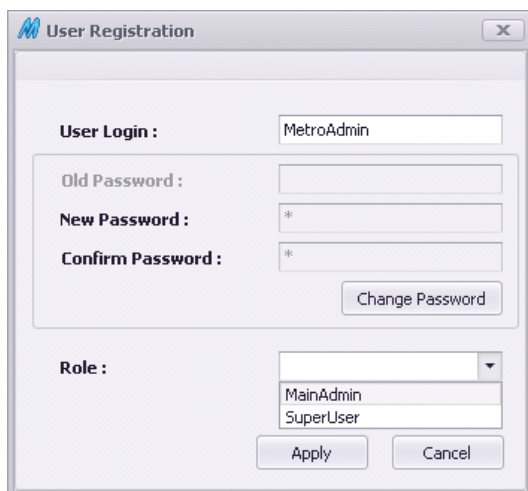 User Registration
User Login : MetroAdmin
Old Password :
New Password : *
Confirm Password : *
Change Password
Role :
MainAdmin
SuperUser
Apply Cancel